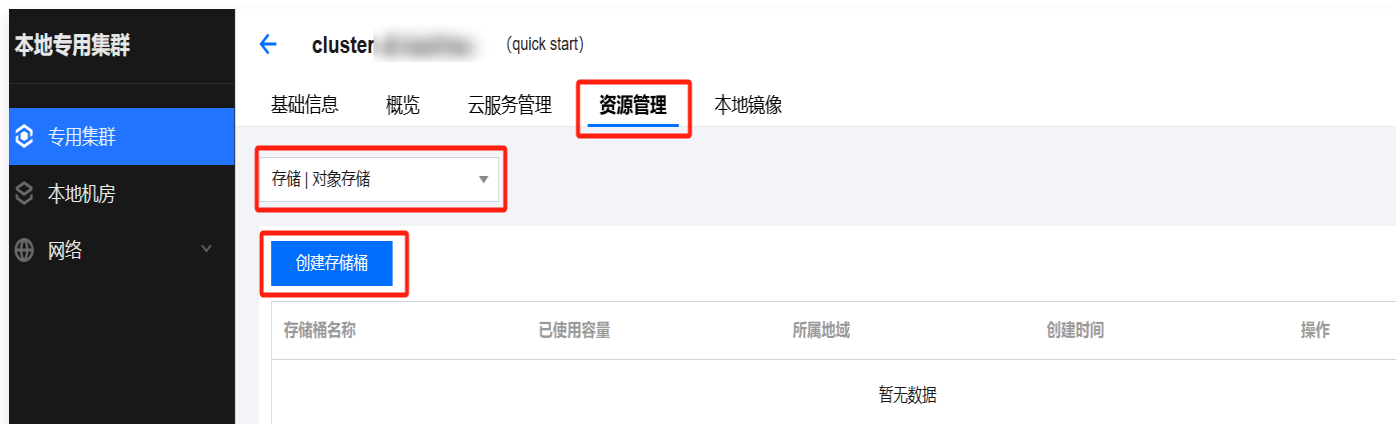 本地专用集群
专用集群
本地机房
网络
cluster (quick start)
基础信息 概览 云服务管理 资源管理 本地镜像
存储 | 对象存储
创建存储桶
存储桶名称 已使用容量 所属地域 创建时间 操作
暂无数据